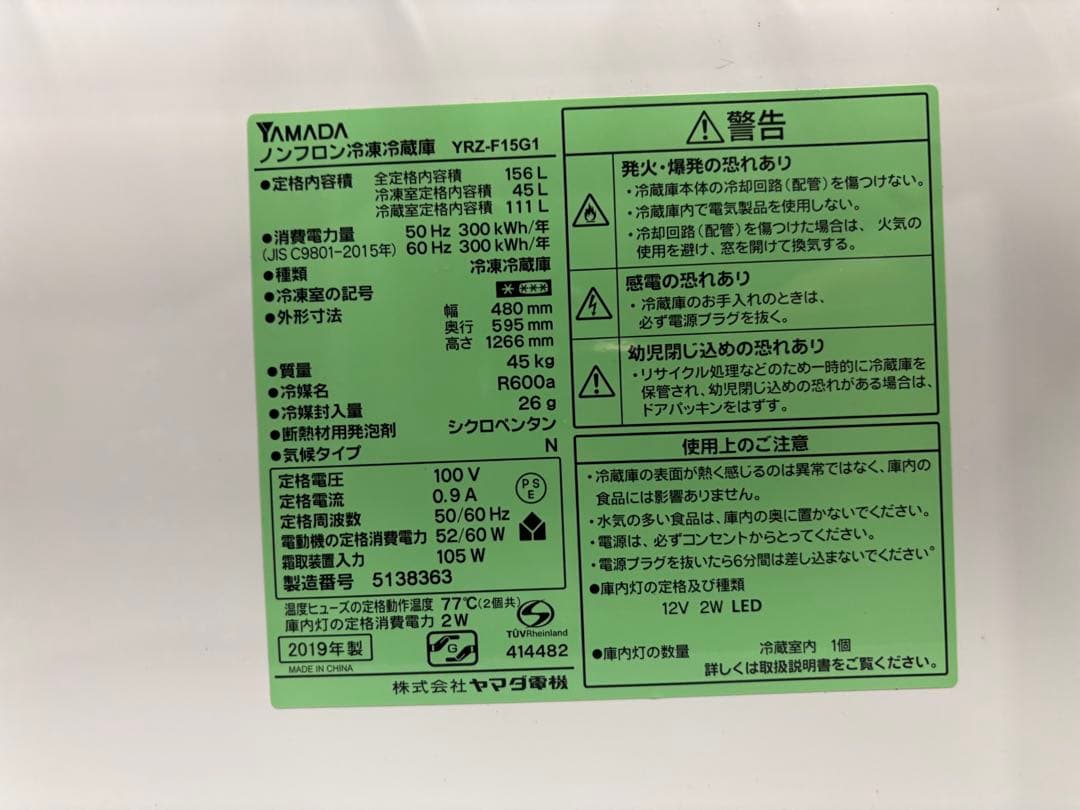 YAMADA
ノンフロン冷凍冷蔵庫 YRZ-F15G1
●定格内容積 全定格内容積 156 L
冷凍室定格内容積 45 L
冷蔵室定格内容積 111 L
●消費電力量 50 Hz 300 kWh/年
(JIS C9801-2015年) 60 Hz 300 kWh/年
●種類 冷凍冷蔵庫
●冷凍室の記号 * ***
●外形寸法 幅 480 mm
奥行 595 mm
高さ 1266 mm
●質量 45 kg
●冷媒名 R600a
●冷媒封入量 26 g
●断熱材用発泡剤 シクロペンタン
●気候タイプ N
定格電圧 100 V
定格電流 0.9 A
定格周波数 50/60 Hz
電動機の定格消費電力 52/60 W
霜取装置入力 105 W
製造番号 5138363
PS
E
温度ヒューズの定格動作温度 77℃(2個共)
庫内灯の定格消費電力 2W
2019年 製
MADE IN CHINA
G
TÜVRheinland
414482
株式会社ヤマダ電機
警告
発火・爆発の恐れあり
・冷蔵庫本体の冷却回路(配管)を傷つけない。
・冷蔵庫内で電気製品を使用しない。
・冷却回路(配管)を傷つけた場合は、火気の
使用を避け、窓を開けて換気する。
感電の恐れあり
・冷蔵庫のお手入れのときは、
必ず電源プラグを抜く。
幼児閉じ込めの恐れあり
・リサイクル処理などのため一時的に冷蔵庫を
保管され、幼児閉じ込めの恐れがある場合は、
ドアパッキンをはずす。
使用上のご注意
・冷蔵庫の表面が熱く感じるのは異常ではなく、庫内の
食品には影響ありません。
・水気の多い食品は、庫内の奥に置かないでください。
・電源は、必ずコンセントからとってください。
・電源プラグを抜いたら6分間は差し込まないでください。
●庫内灯の定格及び種類
12V 2W LED
●庫内灯の数量 冷蔵室内 1個
詳しくは取扱説明書をご覧ください。